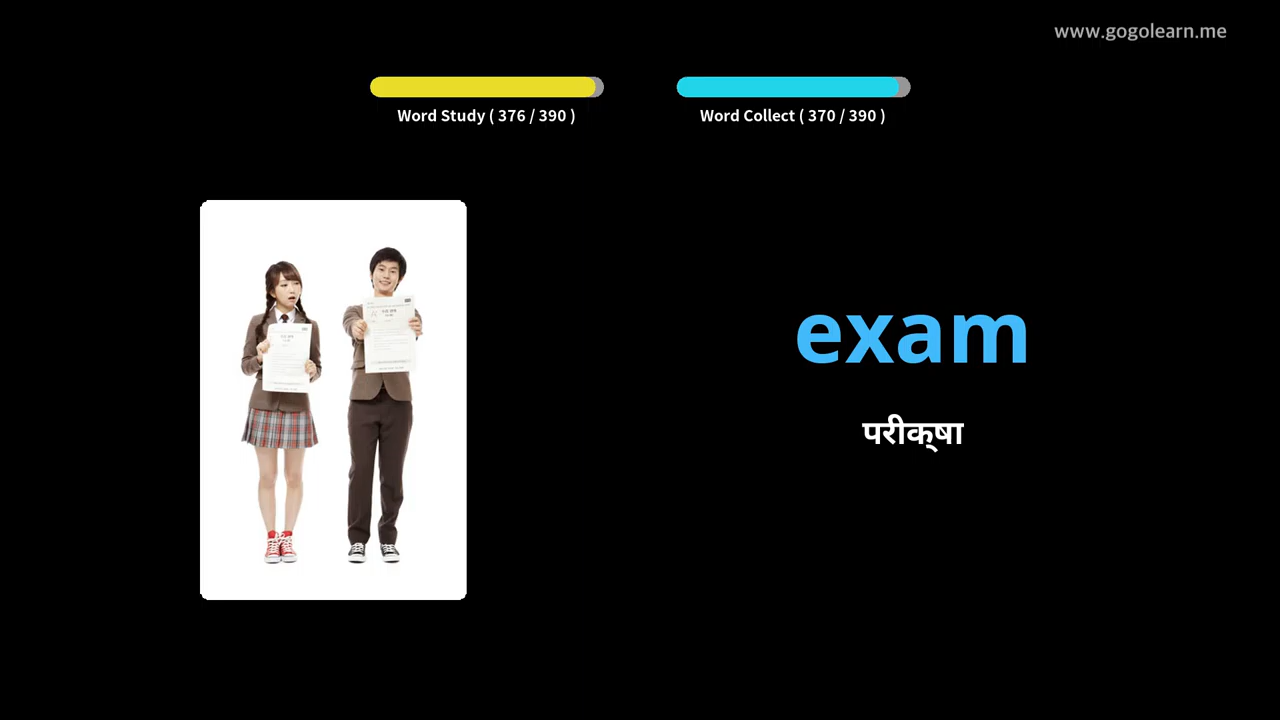 www.gogolearn.me
Word Study ( 376 / 390 )
Word Collect ( 370 / 390 )
exam
परीक्षा